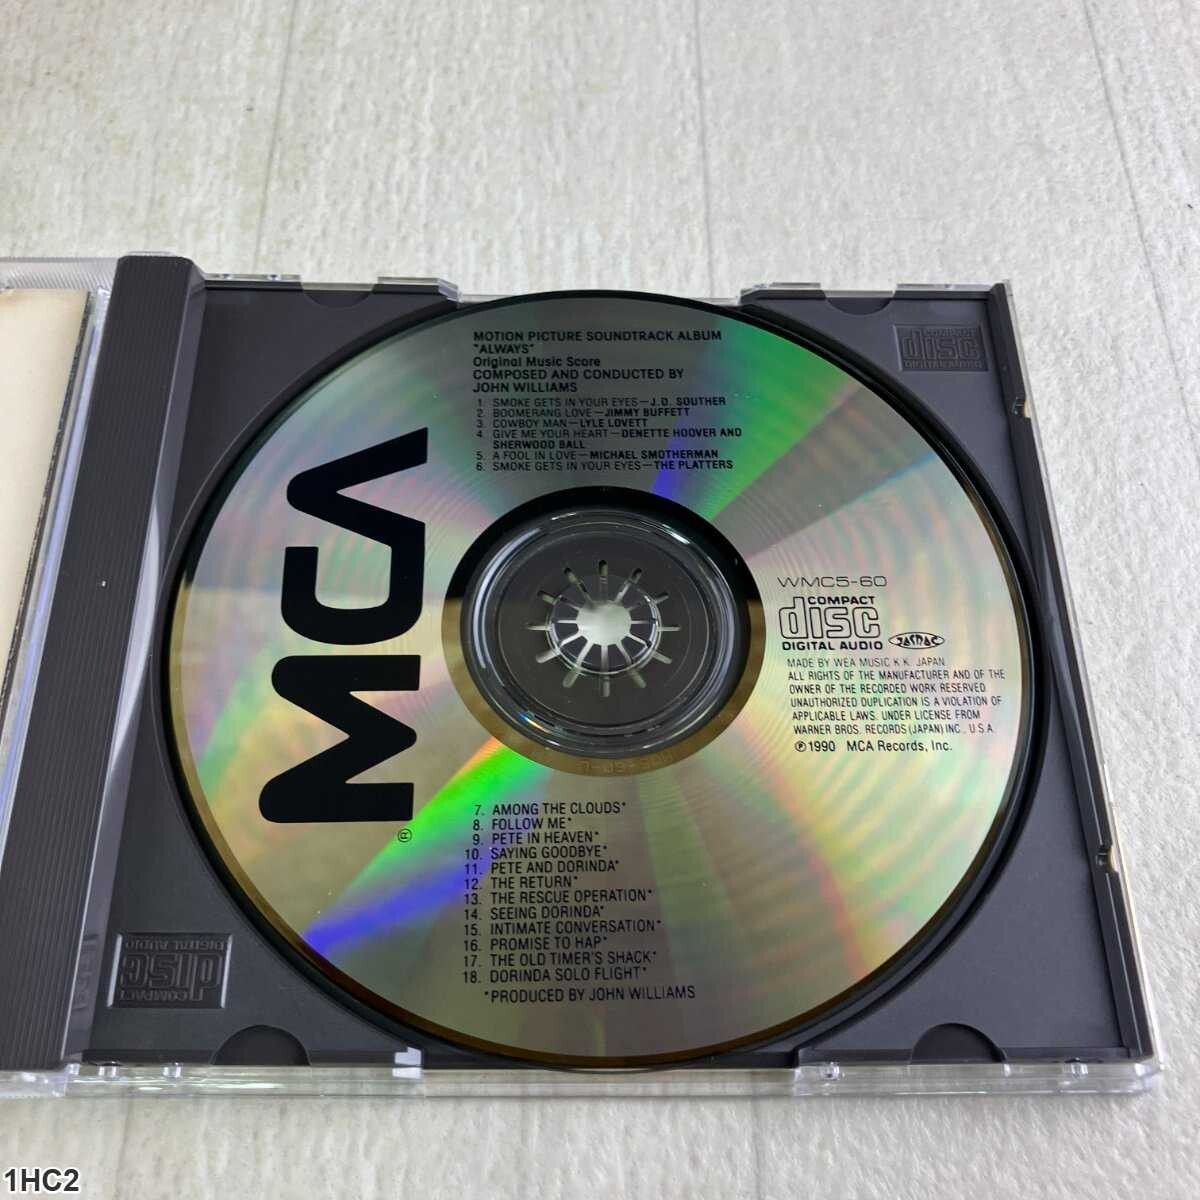 MOTION PICTURE SOUNDTRACK ALBUM
"ALWAYS"
Original Music Score
COMPOSED AND CONDUCTED BY
JOHN WILLIAMS
1. SMOKE GETS IN YOUR EYES—J.D. SOUTHER
2. BOOMERANG LOVE—JIMMY BUFFETT
3. COWBOY MAN—LYLE LOVETT
4. GIVE ME YOUR HEART—DENETTE HOOVER AND
SHERWOOD BALL
5. A FOOL IN LOVE—MICHAEL SMOTHERMAN
6. SMOKE GETS IN YOUR EYES—THE PLATTERS
MCA
®
WMC5-60
COMPACT
disc
DIGITAL AUDIO
JASRAC
MADE BY WEA MUSIC K.K. JAPAN
ALL RIGHTS OF THE MANUFACTURER AND OF THE
OWNER OF THE RECORDED WORK RESERVED
UNAUTHORIZED DUPLICATION IS A VIOLATION OF
APPLICABLE LAWS. UNDER LICENSE FROM
WARNER BROS. RECORDS (JAPAN) INC., U.S.A.
℗1990 MCA Records, Inc.
7. AMONG THE CLOUDS*
8. FOLLOW ME*
9. PETE IN HEAVEN*
10. SAYING GOODBYE*
11. PETE AND DORINDA*
12. THE RETURN*
13. THE RESCUE OPERATION*
14. SEEING DORINDA*
15. INTIMATE CONVERSATION*
16. PROMISE TO HAP*
17. THE OLD TIMER'S SHACK*
18. DORINDA SOLO FLIGHT*
*PRODUCED BY JOHN WILLIAMS
COMPACT
disc
DIGITAL AUDIO
COMPACT
disc
DIGITAL AUDIO
1HC2